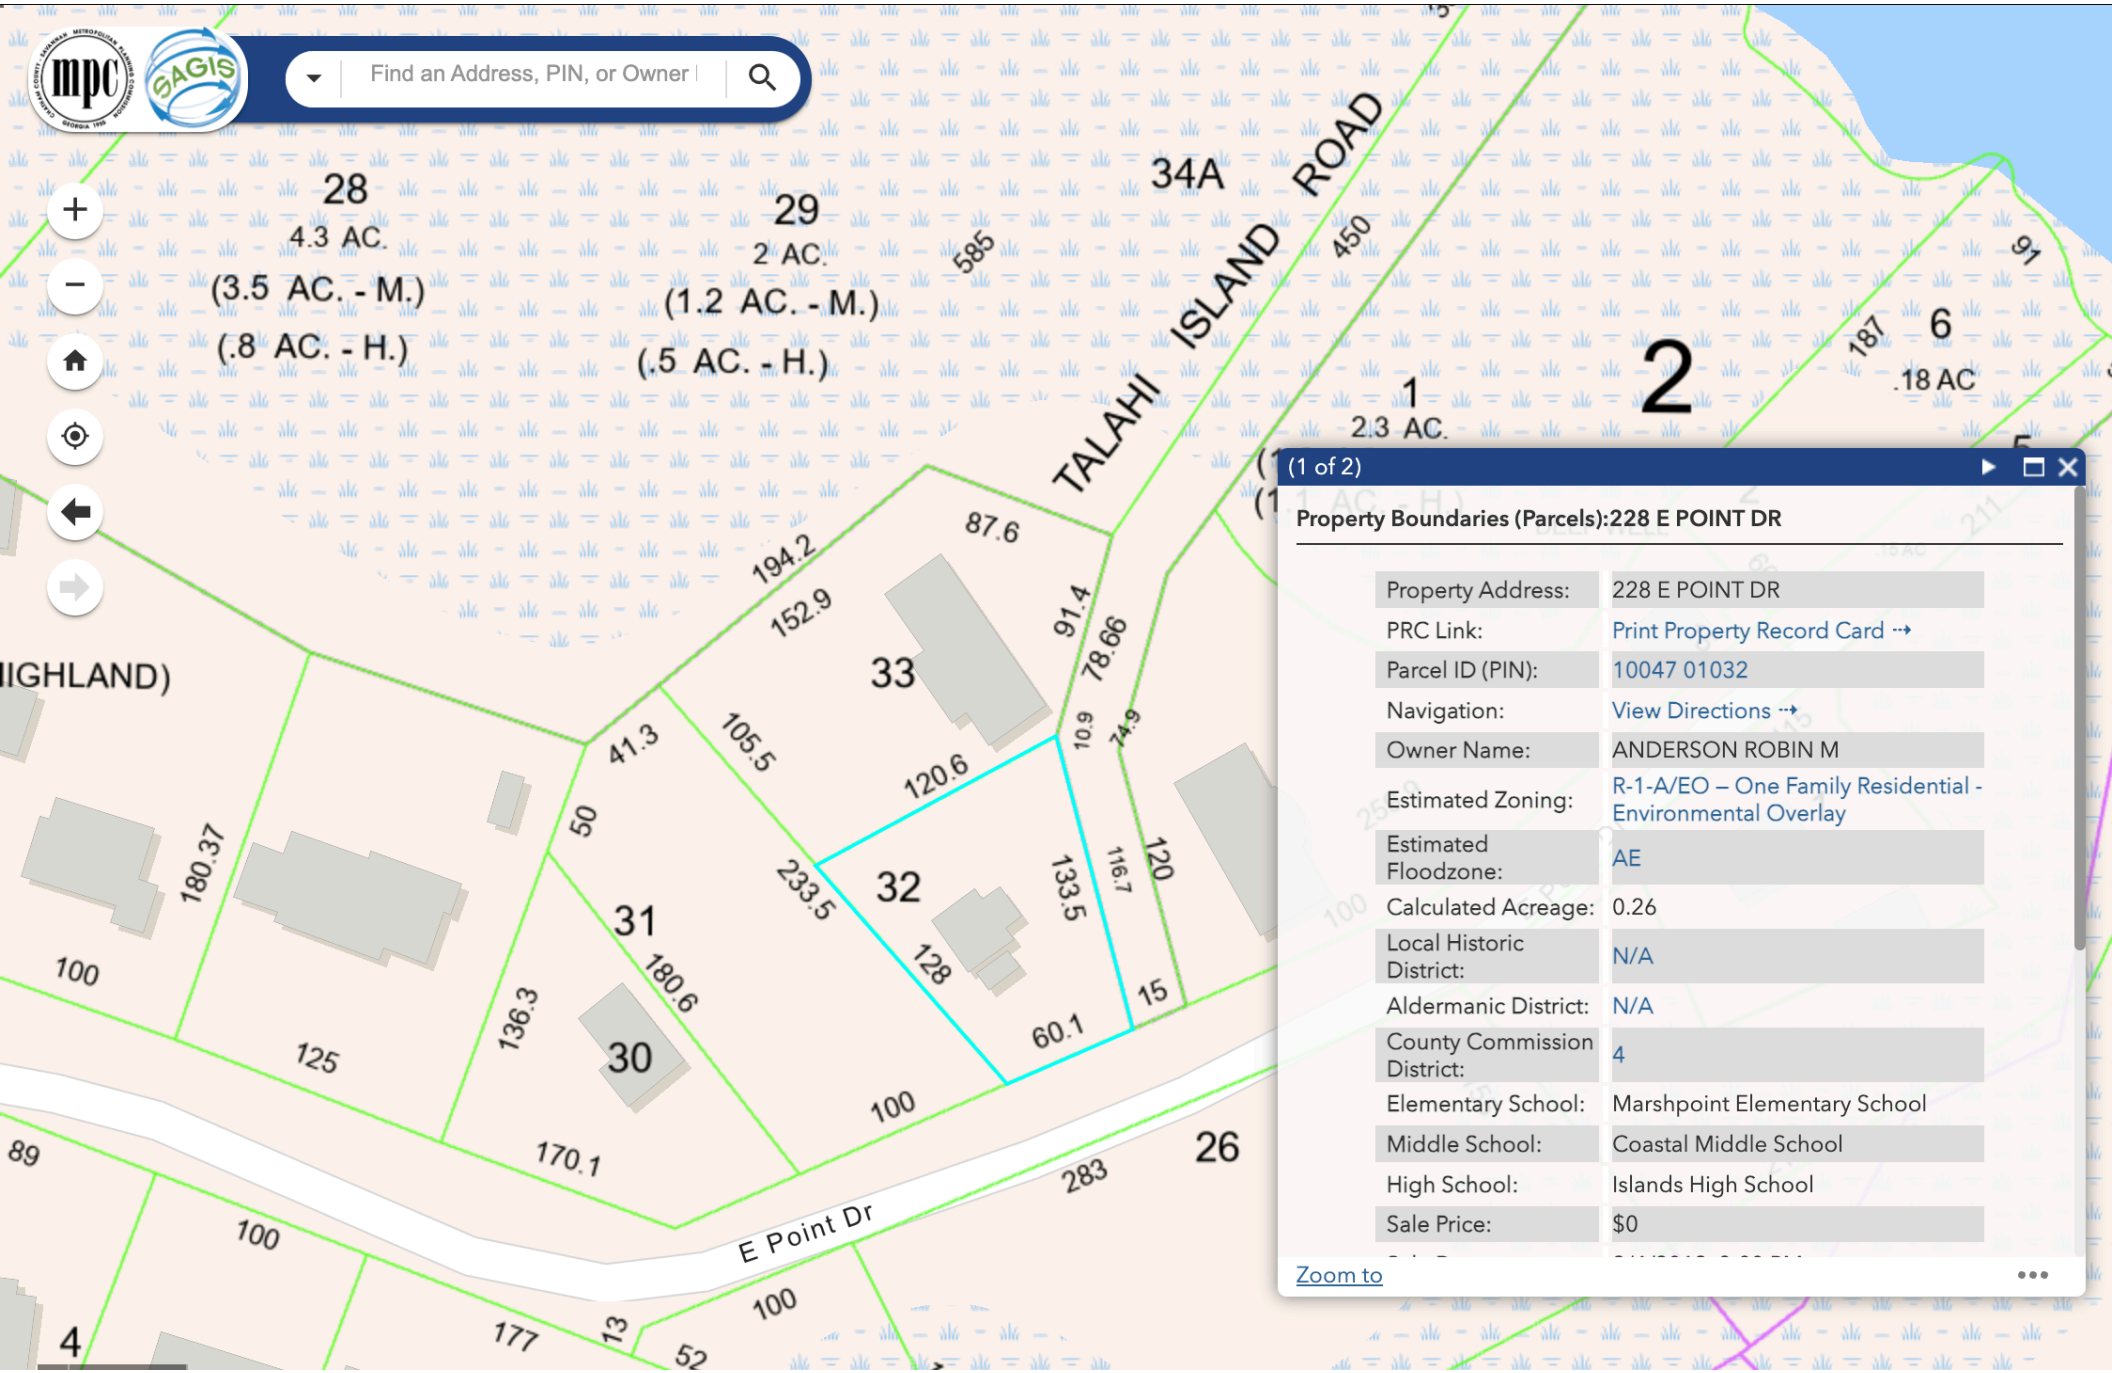 CHATHAM COUNTY - SAVANNAH METROPOLITAN PLANNING COMMISSION
mpc
GEORGIA 1955
SAGIS
Find an Address, PIN, or Owner
28
4.3 AC.
(3.5 AC. - M.)
(.8 AC. - H.)
29
2 AC.
(1.2 AC. - M.)
(.5 AC. - H.)
585
34A
TALAHI ISLAND ROAD
450
1
2.3 AC.
2
187
6
.18 AC
91
5
87.6
194.2
152.9
33
91.4
78.66
10.9
74.9
IGHLAND)
41.3
105.5
120.6
50
180.37
233.5
32
133.5
116.7
120
31
128
180.6
100
136.3
30
60.1
15
125
100
170.1
E Point Dr
283
26
89
100
177
13
100
52
4
(1 of 2)
Property Boundaries (Parcels):228 E POINT DR
Property Address: 228 E POINT DR
PRC Link: Print Property Record Card ⇢
Parcel ID (PIN): 10047 01032
Navigation: View Directions ⇢
Owner Name: ANDERSON ROBIN M
Estimated Zoning: R-1-A/EO – One Family Residential -
Environmental Overlay
Estimated
Floodzone: AE
Calculated Acreage: 0.26
Local Historic
District: N/A
Aldermanic District: N/A
County Commission
District: 4
Elementary School: Marshpoint Elementary School
Middle School: Coastal Middle School
High School: Islands High School
Sale Price: $0
Zoom to